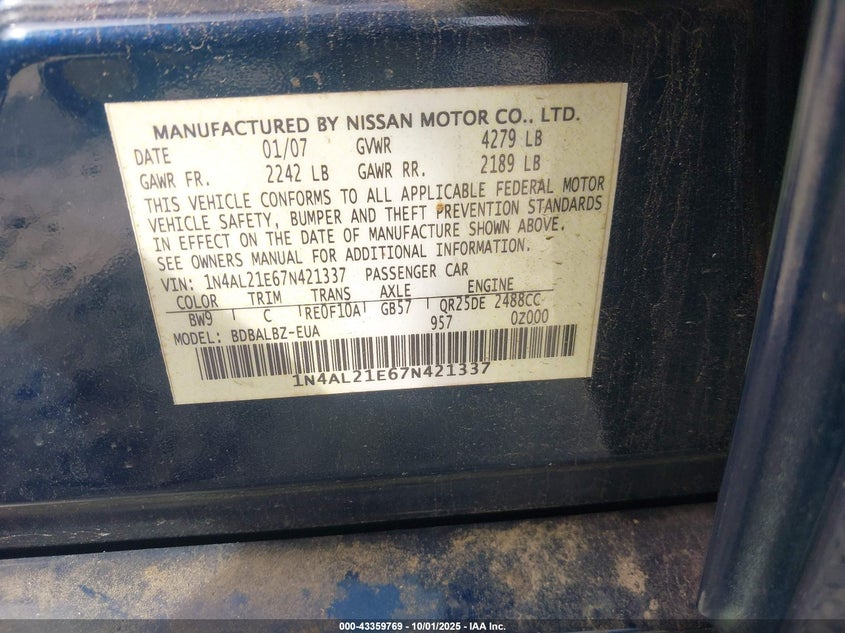 MANUFACTURED BY NISSAN MOTOR CO., LTD.
DATE 01/07 GVWR 4279 LB
GAWR FR. 2242 LB GAWR RR. 2189 LB
THIS VEHICLE CONFORMS TO ALL APPLICABLE FEDERAL MOTOR
VEHICLE SAFETY, BUMPER AND THEFT PREVENTION STANDARDS
IN EFFECT ON THE DATE OF MANUFACTURE SHOWN ABOVE.
SEE OWNERS MANUAL FOR ADDITIONAL INFORMATION.
VIN: 1N4AL21E67N421337 PASSENGER CAR
COLOR TRIM TRANS AXLE ENGINE
BW9 C RE0F10A GB57 QR25DE 2488CC
MODEL: BDBALBZ-EUA 957 0Z000
1N4AL21E67N421337
000-43359769 - 10/01/2025 - IAA Inc.